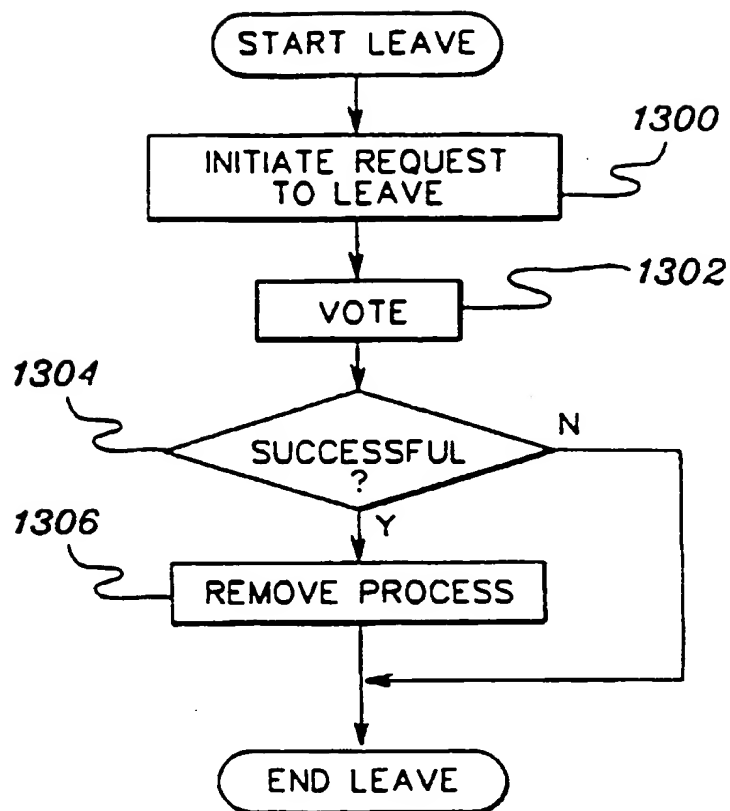 START LEAVE
1300
INITIATE REQUEST
TO LEAVE
1302
VOTE
1304
N
SUCCESSFUL
?
Y
1306
REMOVE PROCESS
END LEAVE